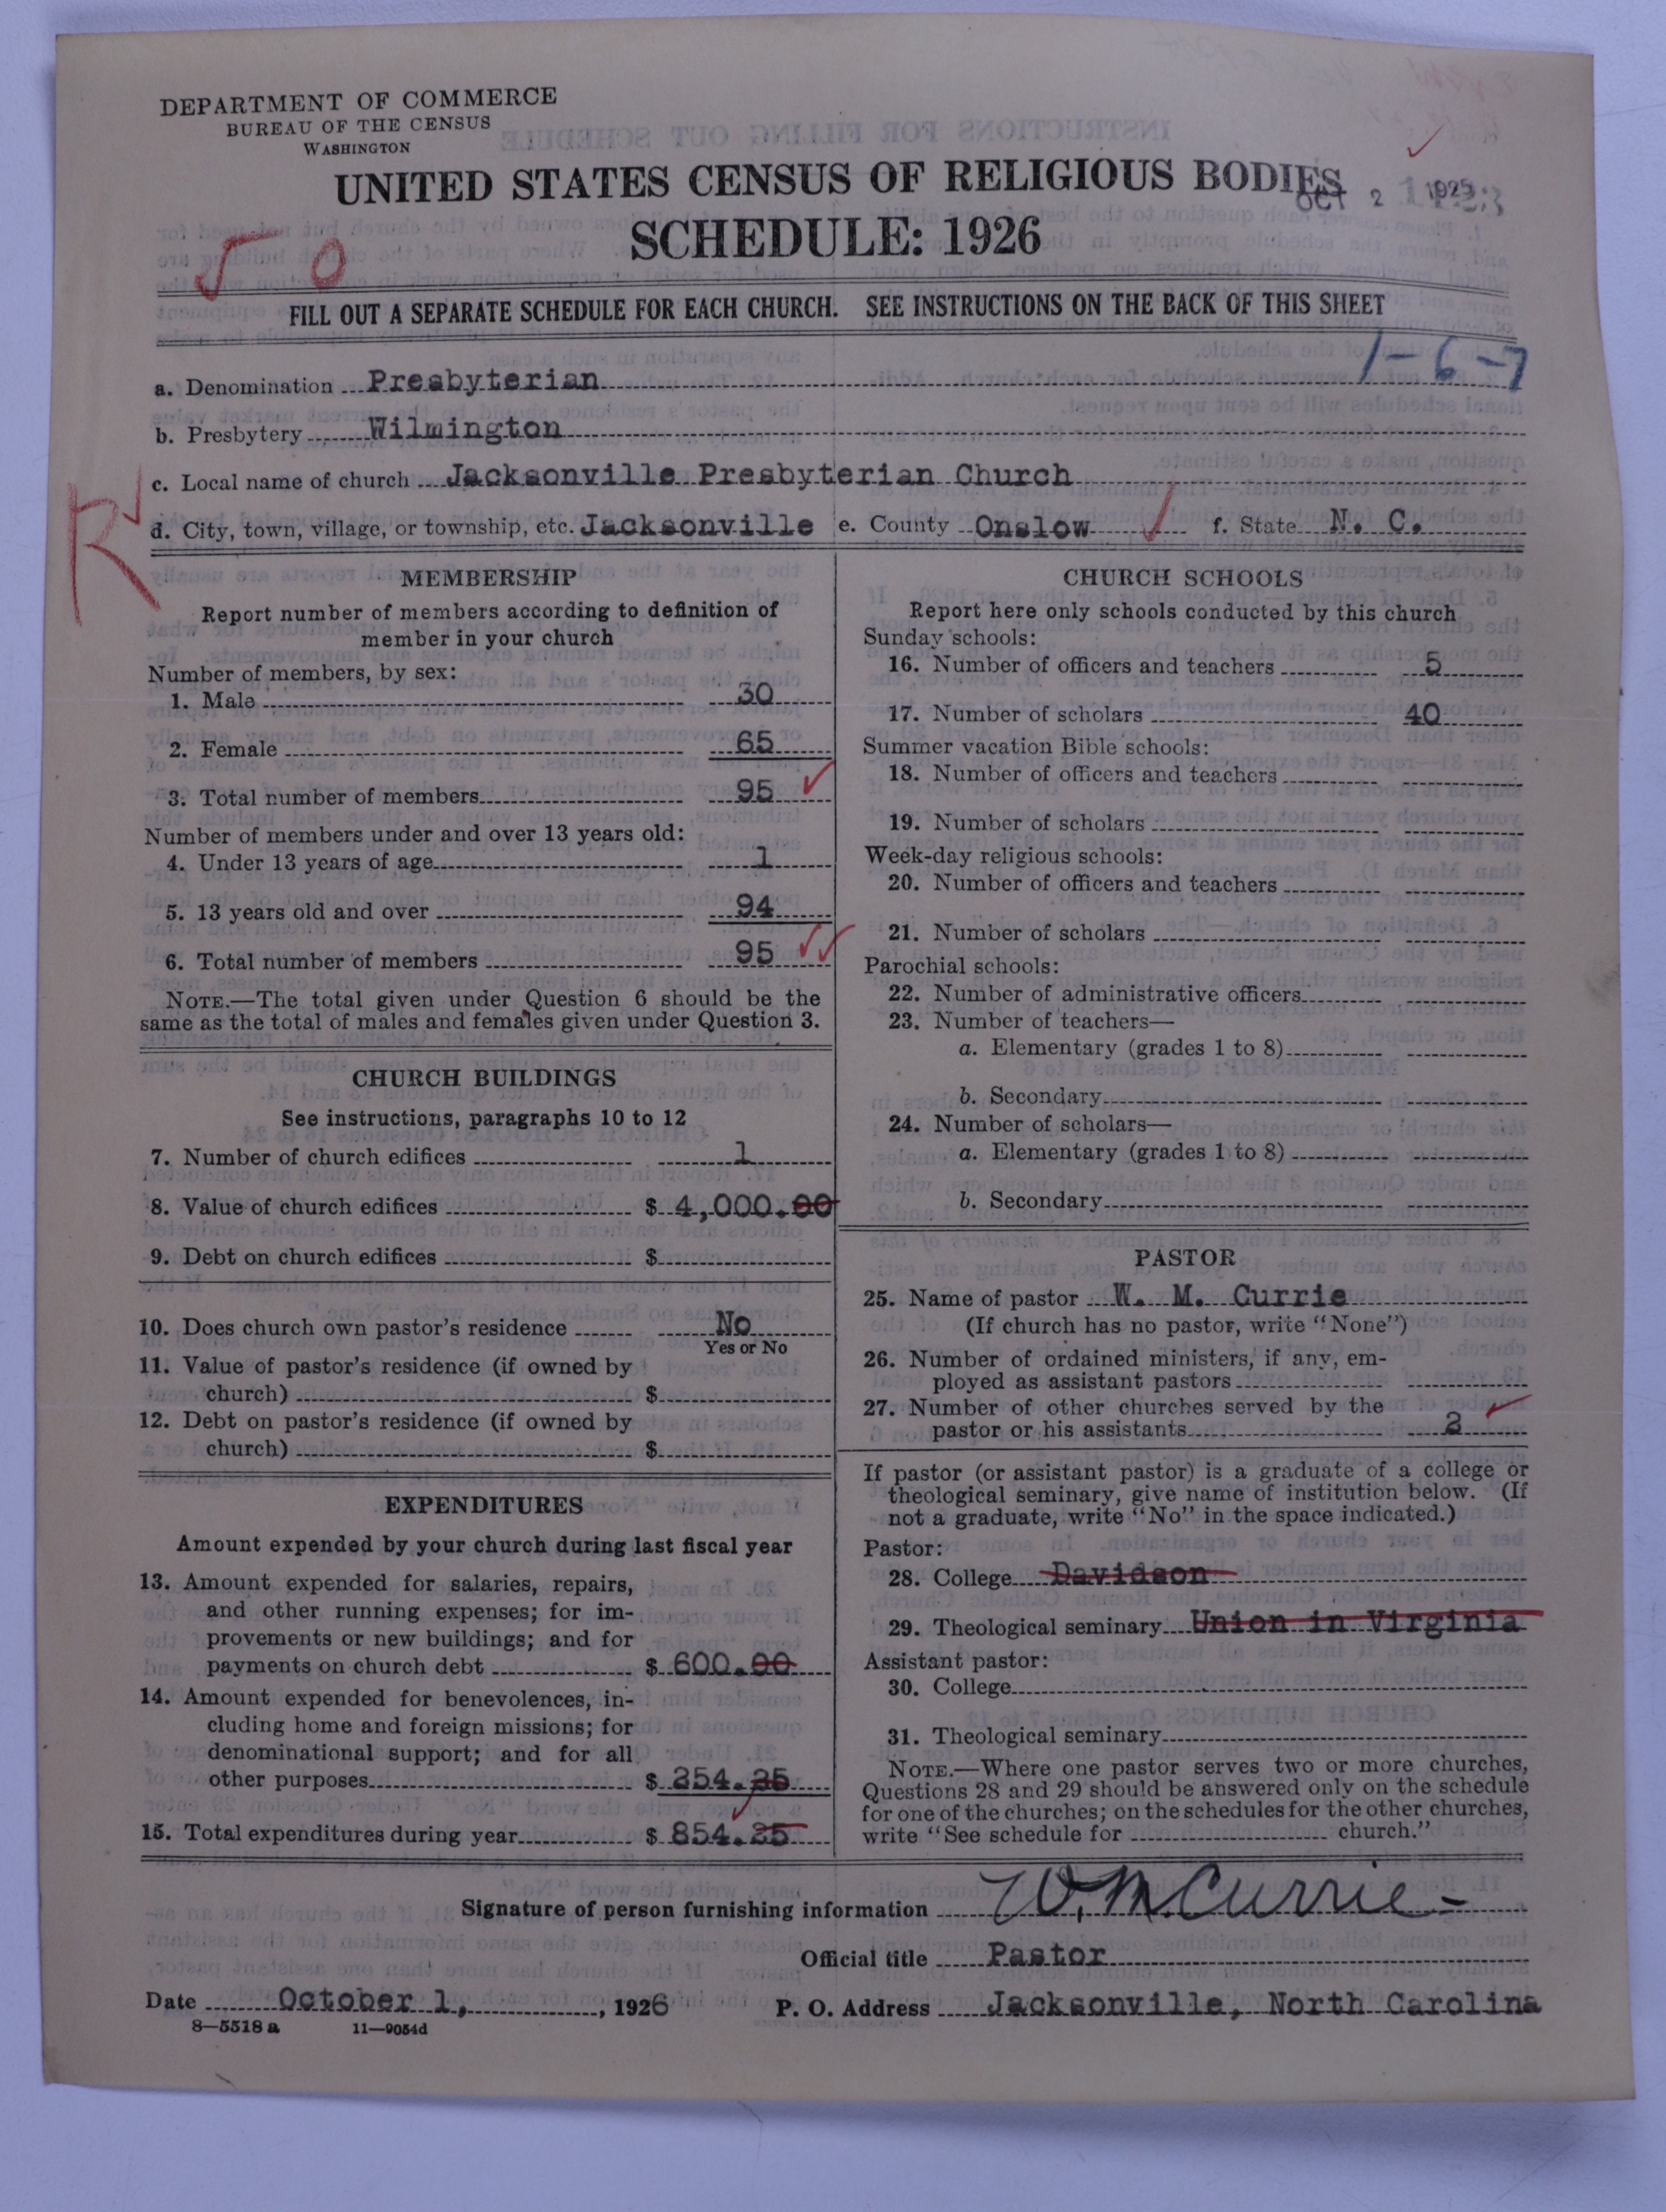 DEPARTMENT OF COMMERCE
BUREAU OF THE CENSUS
WASHINGTON
UNITED STATES CENSUS OF RELIGIOUS BODIES
OCT 2
SCHEDULE: 1926
5 0
FILL OUT A SEPARATE SCHEDULE FOR EACH CHURCH. SEE INSTRUCTIONS ON THE BACK OF THIS SHEET
1-6-7
a. Denomination Presbyterian
b. Presbytery Wilmington
c. Local name of church Jacksonville Presbyterian Church
R
d. City, town, village, or township, etc. Jacksonville e. County Onslow f. State N. C.
MEMBERSHIP
Report number of members according to definition of
member in your church
Number of members, by sex:
1. Male 30
2. Female 65
3. Total number of members 95
Number of members under and over 13 years old:
4. Under 13 years of age 1
5. 13 years old and over 94
6. Total number of members 95
NOTE.—The total given under Question 6 should be the
same as the total of males and females given under Question 3.
CHURCH BUILDINGS
See instructions, paragraphs 10 to 12
7. Number of church edifices 1
8. Value of church edifices $ 4,000.00
9. Debt on church edifices $
10. Does church own pastor's residence No
Yes or No
11. Value of pastor's residence (if owned by
church) $
12. Debt on pastor's residence (if owned by
church) $
EXPENDITURES
Amount expended by your church during last fiscal year
13. Amount expended for salaries, repairs,
and other running expenses; for im-
provements or new buildings; and for
payments on church debt $ 600.00
14. Amount expended for benevolences, in-
cluding home and foreign missions; for
denominational support; and for all
other purposes $ 254.25
15. Total expenditures during year $ 854.25
CHURCH SCHOOLS
Report here only schools conducted by this church
Sunday schools:
16. Number of officers and teachers 5
17. Number of scholars 40
Summer vacation Bible schools:
18. Number of officers and teachers
19. Number of scholars
Week-day religious schools:
20. Number of officers and teachers
21. Number of scholars
Parochial schools:
22. Number of administrative officers
23. Number of teachers—
a. Elementary (grades 1 to 8)
b. Secondary
24. Number of scholars—
a. Elementary (grades 1 to 8)
b. Secondary
PASTOR
25. Name of pastor W. M. Currie
(If church has no pastor, write "None")
26. Number of ordained ministers, if any, em-
ployed as assistant pastors
27. Number of other churches served by the
pastor or his assistants 2
If pastor (or assistant pastor) is a graduate of a college or
theological seminary, give name of institution below. (If
not a graduate, write "No" in the space indicated.)
Pastor:
28. College Davidson
29. Theological seminary Union in Virginia
Assistant pastor:
30. College
31. Theological seminary
NOTE.—Where one pastor serves two or more churches,
Questions 28 and 29 should be answered only on the schedule
for one of the churches; on the schedules for the other churches,
write "See schedule for church."
Signature of person furnishing information W. M. Currie
Official title Pastor
Date October 1, , 1926 P. O. Address Jacksonville, North Carolina
8—5518 a 11—9054d